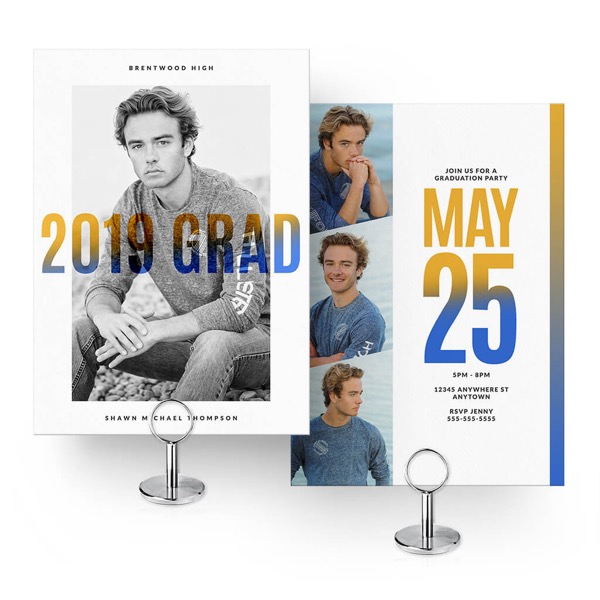 BRENTWOOD HIGH
2019 GRAD
SHAWN MICHAEL THOMPSON
JOIN US FOR A
GRADUATION PARTY
MAY
25
5PM - 8PM
12345 ANYWHERE ST
ANYTOWN
RSVP JENNY
555-555-5555